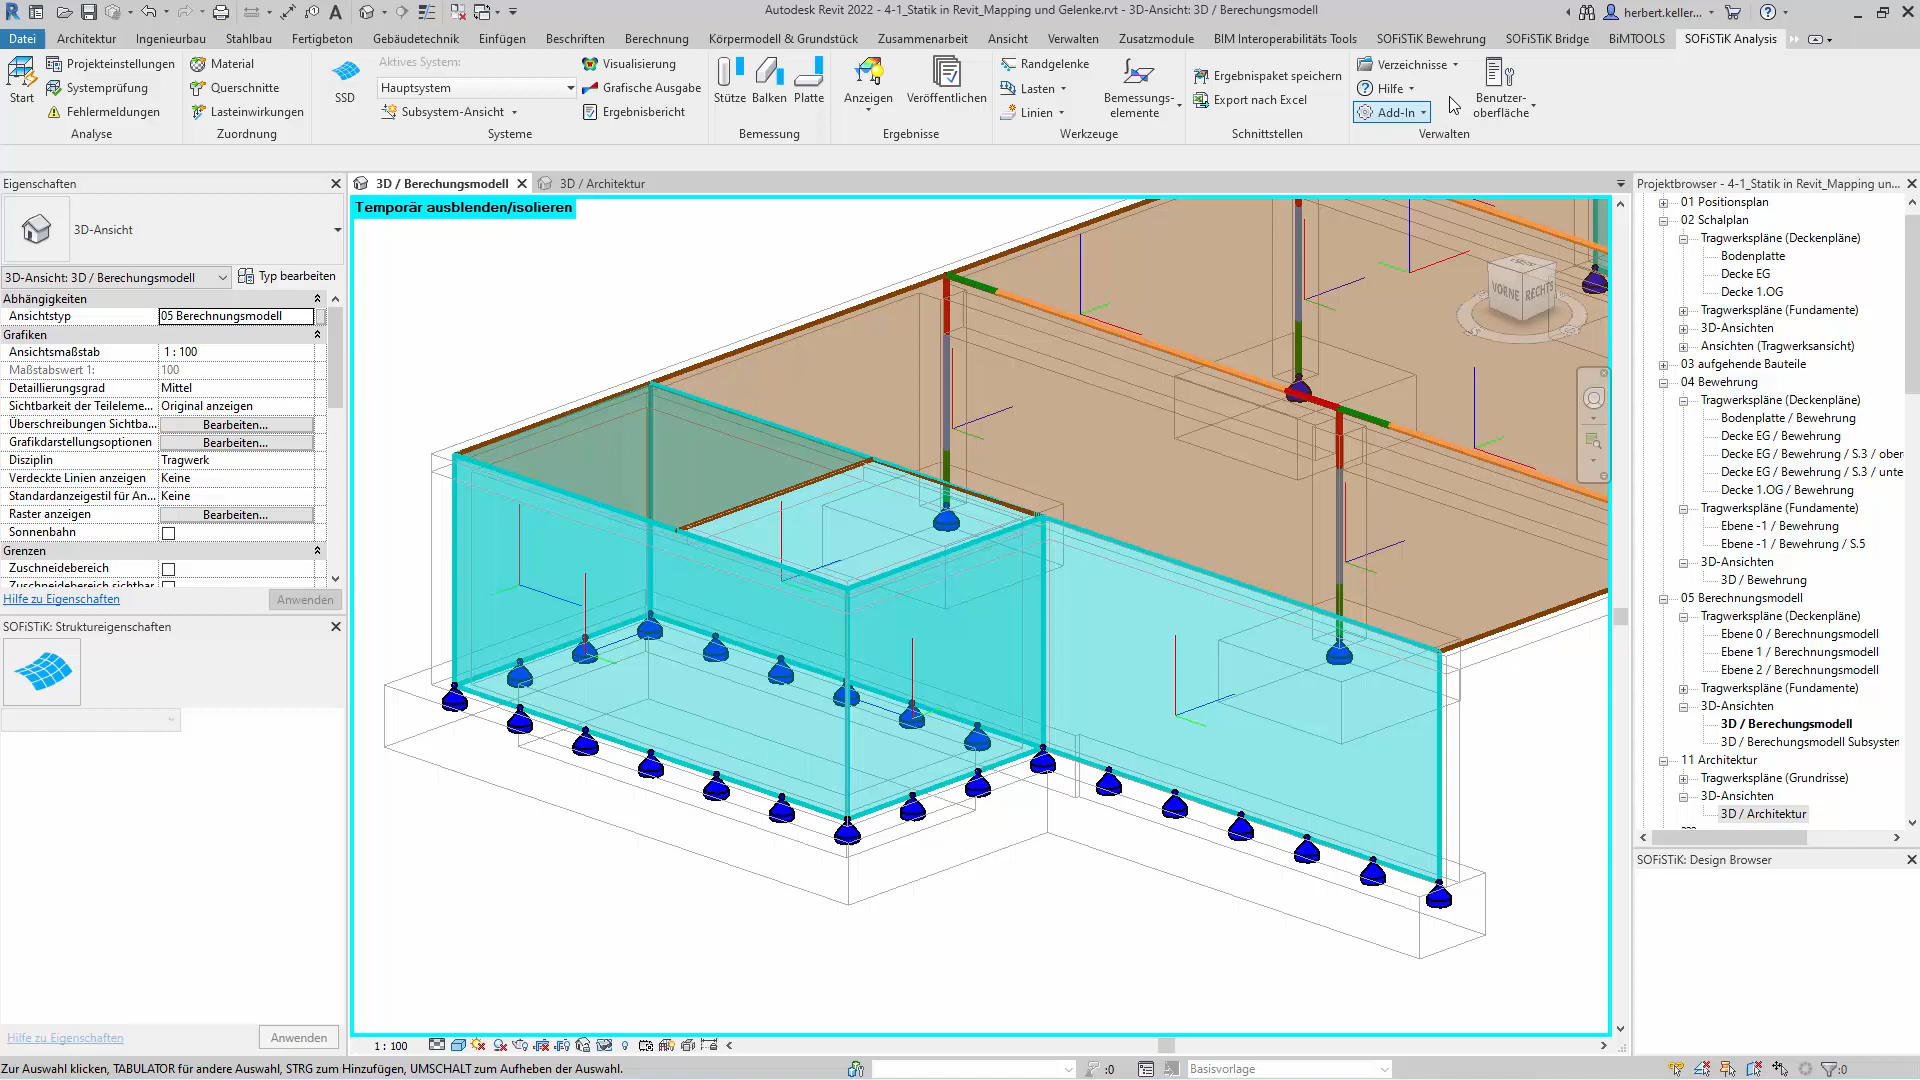 Autodesk Revit 2022 - 4-1_Statik in Revit_Mapping und Gelenke.rvt - 3D-Ansicht: 3D / Berechungsmodell
herbert.keller...
Datei Architektur Ingenieurbau Stahlbau Fertigbeton Gebäudetechnik Einfügen Beschriften Berechnung Körpermodell & Grundstück Zusammenarbeit Ansicht Verwalten Zusatzmodule BIM Interoperabilitäts Tools SOFiSTiK Bewehrung SOFiSTiK Bridge BiMTOOLS SOFiSTiK Analysis
Start
Projekteinstellungen
Systemprüfung
Fehlermeldungen
Analyse
Material
Querschnitte
Lasteinwirkungen
Zuordnung
SSD
Aktives System:
Hauptsystem
Subsystem-Ansicht
Visualisierung
Grafische Ausgabe
Ergebnisbericht
Systeme
Stütze Balken Platte
Bemessung
Anzeigen
Veröffentlichen
Ergebnisse
Randgelenke
Lasten
Linien
Bemessungs-
elemente
Werkzeuge
Ergebnispaket speichern
Export nach Excel
Schnittstellen
Verzeichnisse
Hilfe
Add-In
Benutzer-
oberfläche
Verwalten
Eigenschaften
3D-Ansicht
3D-Ansicht: 3D / Berechungsmodell
Typ bearbeiten
Abhängigkeiten
Ansichtstyp 05 Berechnungsmodell
Grafiken
Ansichtsmaßstab 1 : 100
Maßstabswert 1: 100
Detaillierungsgrad Mittel
Sichtbarkeit der Teileleme... Original anzeigen
Überschreibungen Sichtba... Bearbeiten...
Grafikdarstellungsoptionen Bearbeiten...
Disziplin Tragwerk
Verdeckte Linien anzeigen Keine
Standardanzeigestil für An... Keine
Raster anzeigen Bearbeiten...
Sonnenbahn
Grenzen
Zuschneidebereich
Zuschneidebereich sichtbar
Hilfe zu Eigenschaften
Anwenden
SOFiSTiK: Struktureigenschaften
Hilfe zu Eigenschaften
Anwenden
3D / Berechungsmodell
3D / Architektur
Temporär ausblenden/isolieren
VORNE RECHTS
1 : 100
Projektbrowser - 4-1_Statik in Revit_Mapping un...
01 Positionsplan
02 Schalplan
Tragwerkspläne (Deckenpläne)
Bodenplatte
Decke EG
Decke 1.OG
Tragwerkspläne (Fundamente)
3D-Ansichten
Ansichten (Tragwerksansicht)
03 aufgehende Bauteile
04 Bewehrung
Tragwerkspläne (Deckenpläne)
Bodenplatte / Bewehrung
Decke EG / Bewehrung
Decke EG / Bewehrung / S.3 / ober
Decke EG / Bewehrung / S.3 / unte
Decke 1.OG / Bewehrung
Tragwerkspläne (Fundamente)
Ebene -1 / Bewehrung
Ebene -1 / Bewehrung / S.5
3D-Ansichten
3D / Bewehrung
05 Berechnungsmodell
Tragwerkspläne (Deckenpläne)
Ebene 0 / Berechnungsmodell
Ebene 1 / Berechnungsmodell
Ebene 2 / Berechnungsmodell
Tragwerkspläne (Fundamente)
3D-Ansichten
3D / Berechungsmodell
3D / Berechungsmodell Subsysten
11 Architektur
Tragwerkspläne (Grundrisse)
3D-Ansichten
3D / Architektur
???
SOFiSTiK: Design Browser
Zur Auswahl klicken, TABULATOR für andere Auswahl, STRG zum Hinzufügen, UMSCHALT zum Aufheben der Auswahl.
:0
Basisvorlage
:0